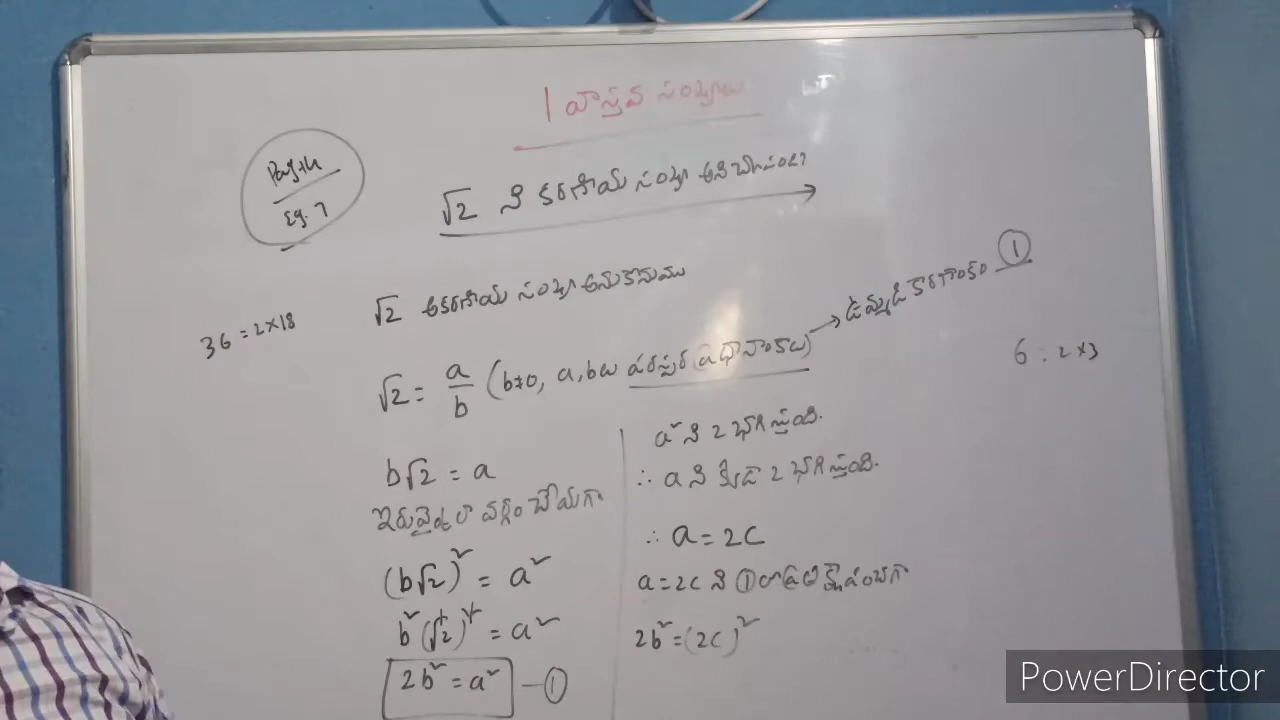 1 వాస్తవ సంఖ్యలు
Eg. 7
√2 ని కరణీయ సంఖ్య అని చూపండి?
√2 అకరణీయ సంఖ్య అనుకొనుము
36 = 2×18
√2 = a/b (b≠0, a, bలు పరస్పర ప్రధానాంకాలు) → ఉమ్మడి కారణాంకం ①
6 : 2×3
b√2 = a
ఇరువైపులా వర్గం చేయగా
(b√2)² = a²
b²(√2)² = a²
2b² = a² — ①
a² ని 2 భాగిస్తుంది.
∴ a ని కూడా 2 భాగిస్తుంది.
∴ a = 2c
a = 2c ని ① లో ప్రతిక్షేపించగా
2b² = (2c)²
PowerDirector